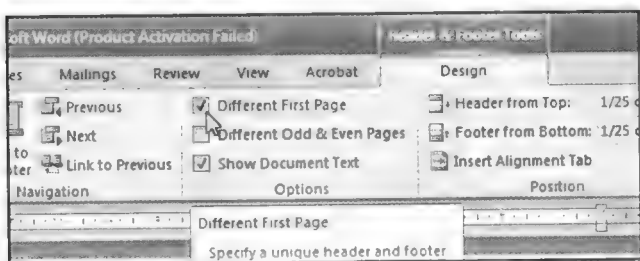 oft Word (Product Activation Failed) Header & Footer Tools
es Mailings Review View Acrobat Design
Previous Different First Page Header from Top: 1/25
Next Different Odd & Even Pages Footer from Bottom: 1/25
to
ter Link to Previous Show Document Text Insert Alignment Tab
Navigation Options Position
Different First Page
Specify a unique header and footer